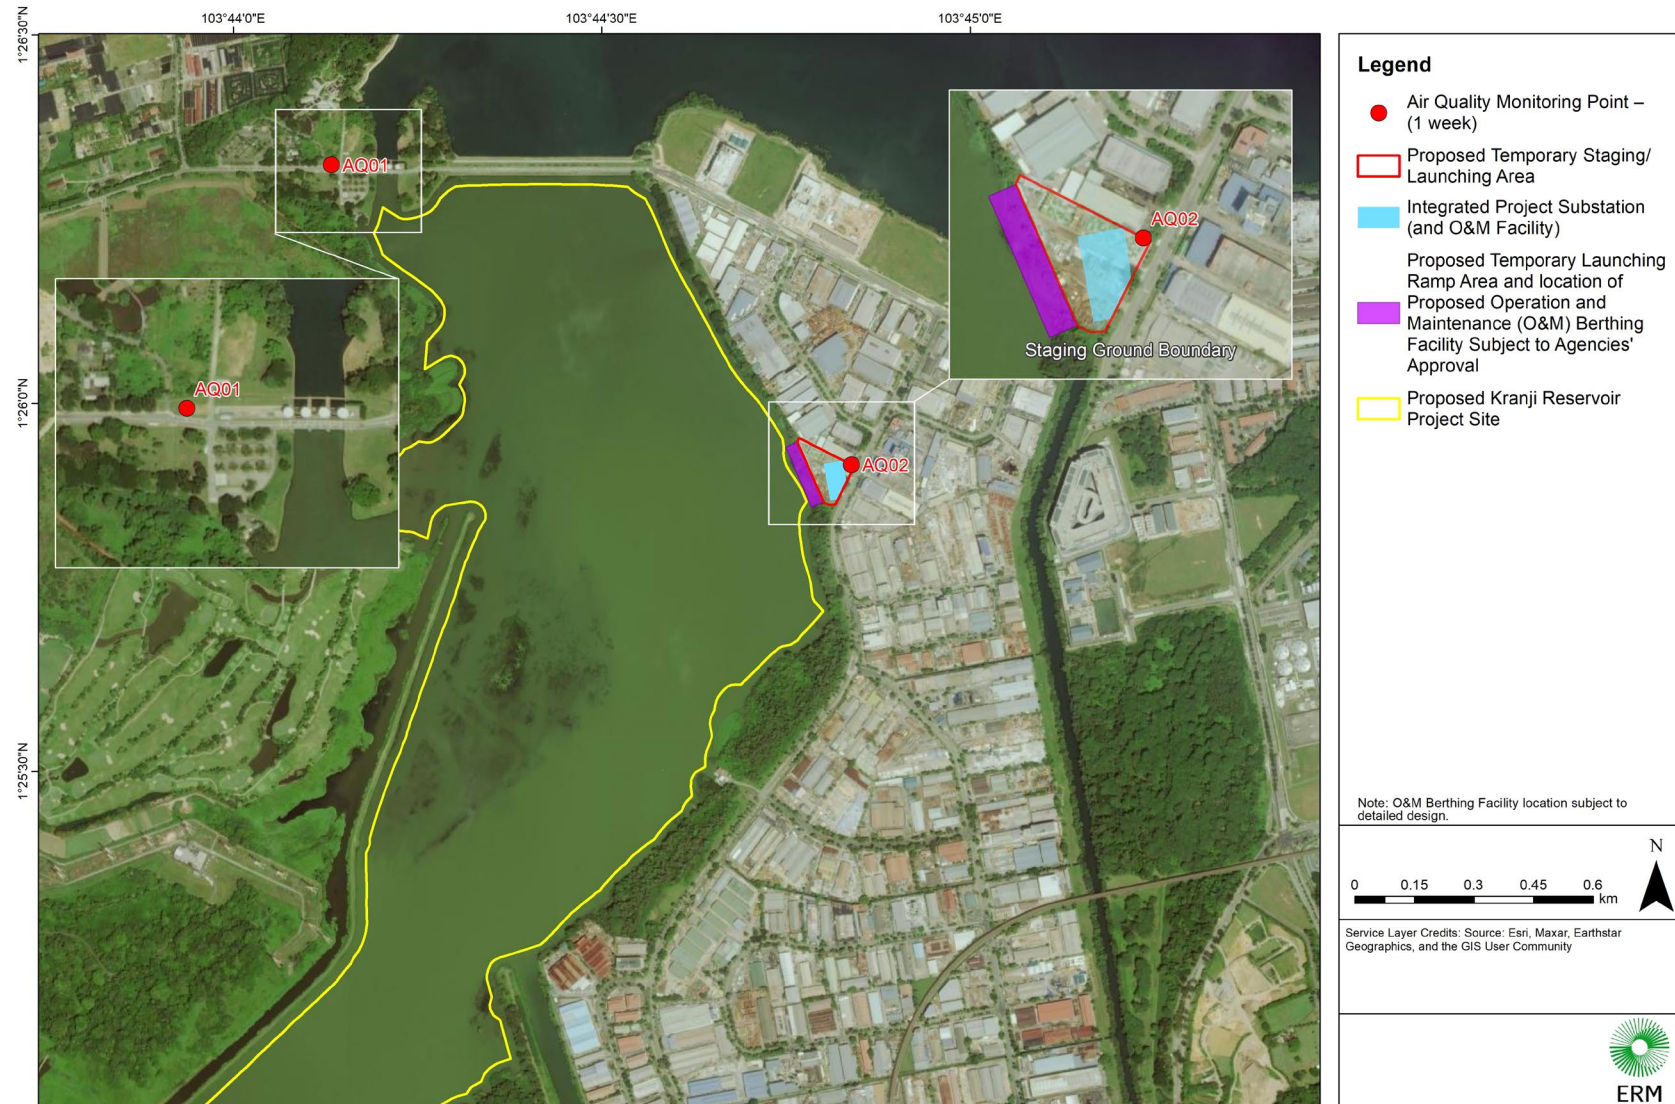 103°44'0"E
103°44'30"E
103°45'0"E
1°26'30"N
1°26'0"N
1°25'30"N
AQ01
AQ01
AQ02
Staging Ground Boundary
AQ02
Legend
Air Quality Monitoring Point –
(1 week)
Proposed Temporary Staging/
Launching Area
Integrated Project Substation
(and O&M Facility)
Proposed Temporary Launching
Ramp Area and location of
Proposed Operation and
Maintenance (O&M) Berthing
Facility Subject to Agencies'
Approval
Proposed Kranji Reservoir
Project Site
Note: O&M Berthing Facility location subject to
detailed design.
N
0 0.15 0.3 0.45 0.6
km
Service Layer Credits: Source: Esri, Maxar, Earthstar
Geographics, and the GIS User Community
ERM